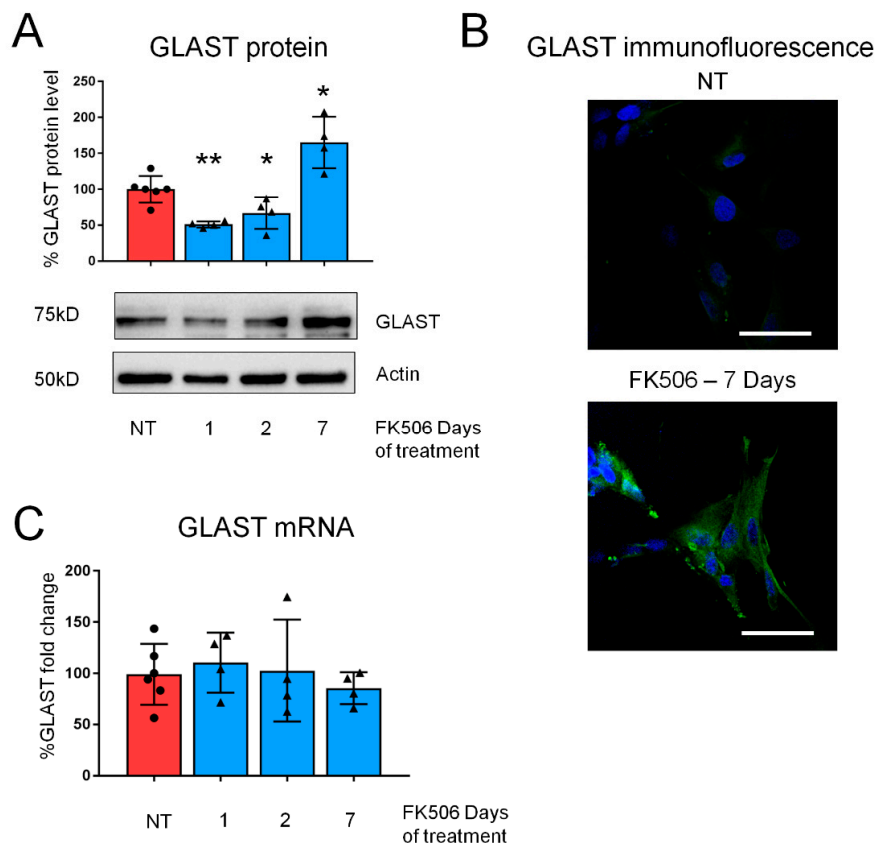 A
GLAST protein
% GLAST protein level
250
200
150
100
50
0
**
*
*
75kD
GLAST
50kD
Actin
NT
1
2
7
FK506 Days
of treatment
B
GLAST immunofluorescence
NT
FK506 – 7 Days
C
GLAST mRNA
%GLAST fold change
200
150
100
50
0
NT
1
2
7
FK506 Days
of treatment